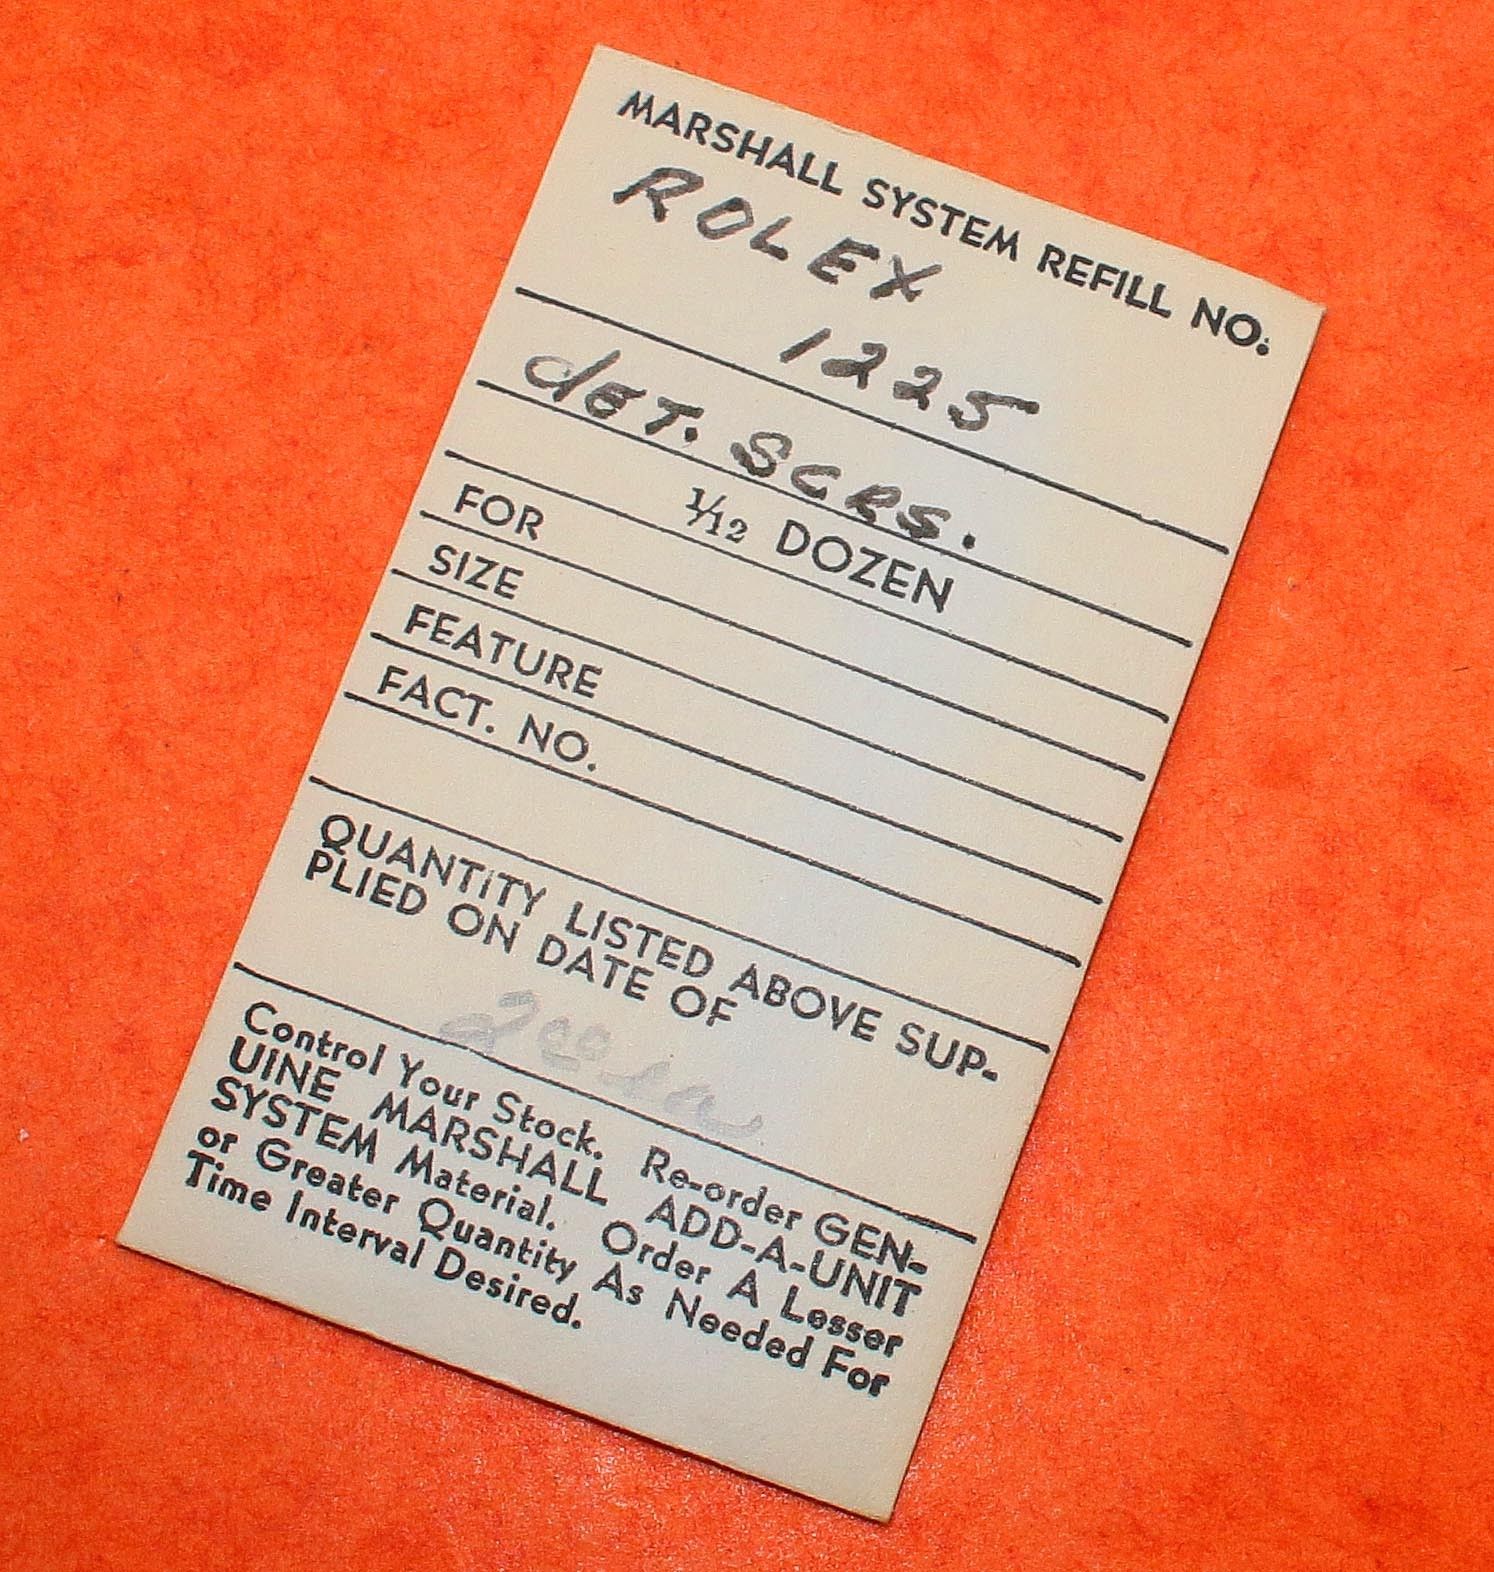 MARSHALL SYSTEM REFILL NO.
ROLEX
1225
det. SCRS.
1/12 DOZEN
FOR
SIZE
FEATURE
FACT. NO.
QUANTITY LISTED ABOVE SUP-
PLIED ON DATE OF
200 ea
Control Your Stock. Re-order GEN-
UINE MARSHALL ADD-A-UNIT
SYSTEM Material. Order A Lesser
or Greater Quantity As Needed For
Time Interval Desired.